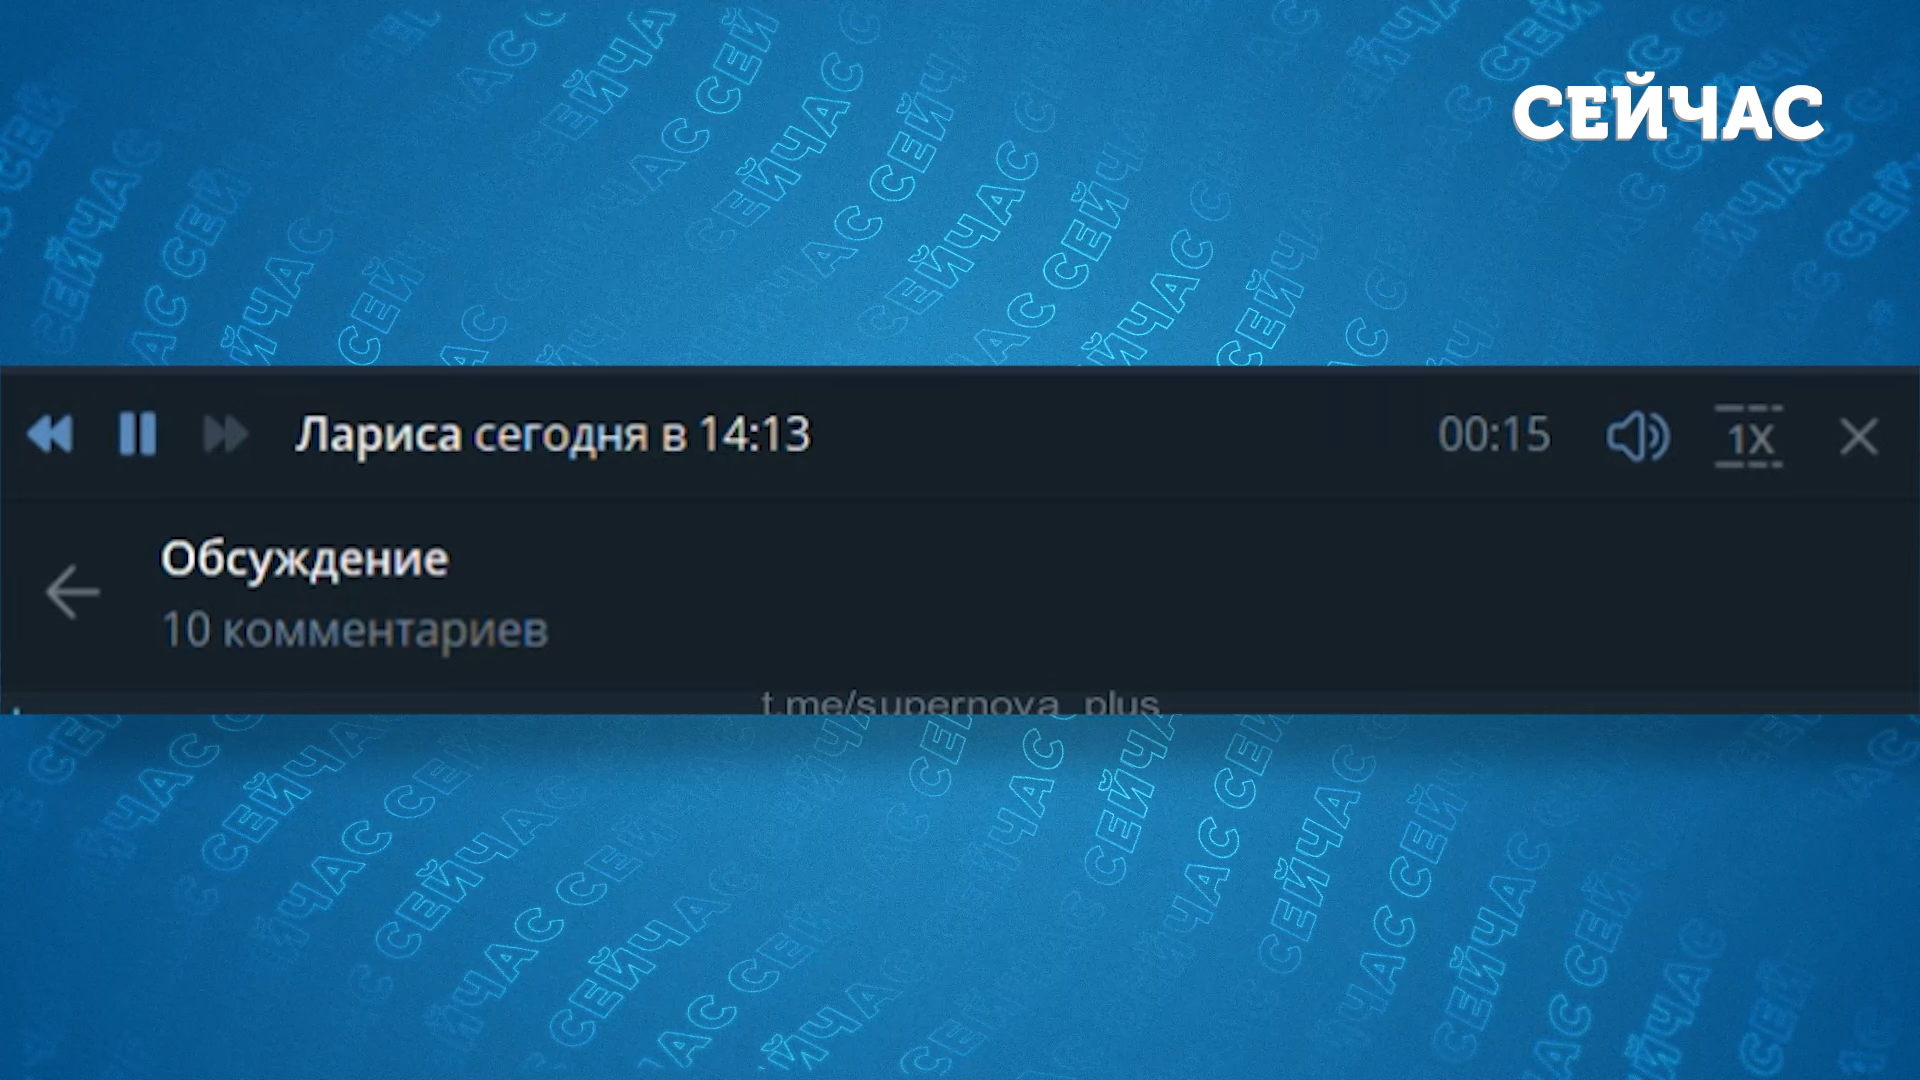 СЕЙЧАС
Лариса сегодня в 14:13
00:15
1X
Обсуждение
10 комментариев
t.me/supernova_plus